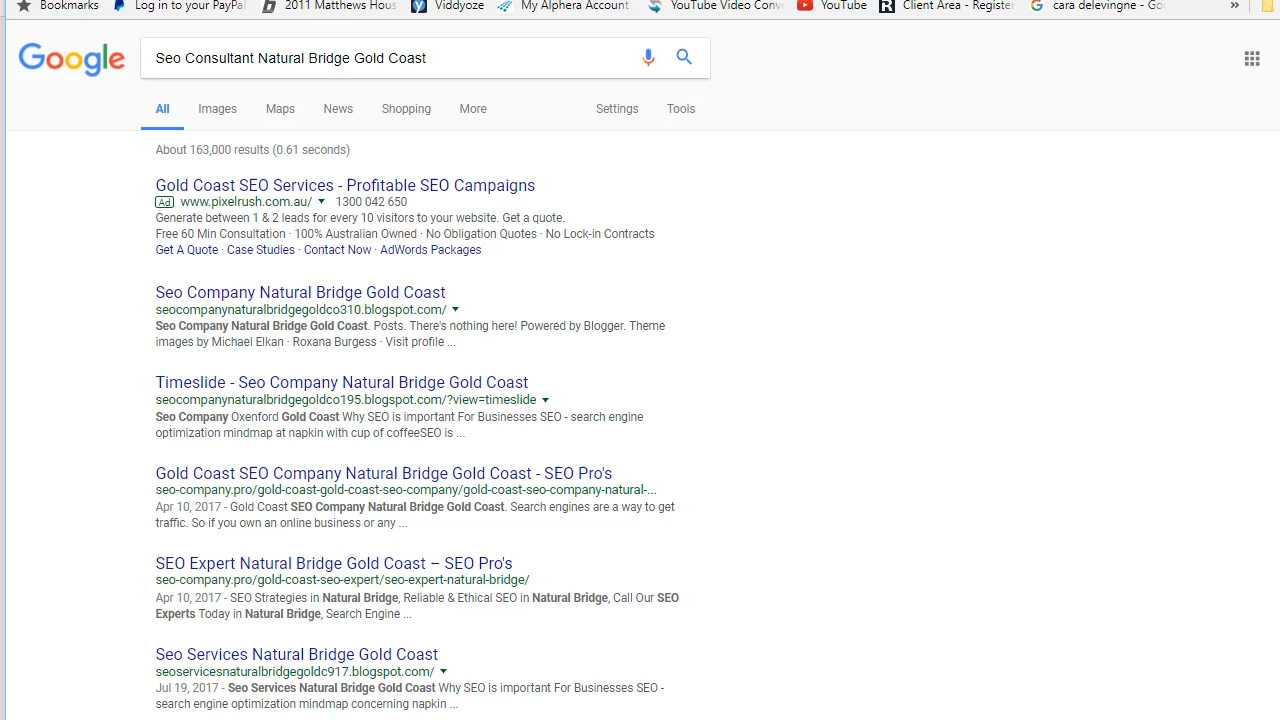 Bookmarks Log in to your PayPal 2011 Matthews Hous Viddyoze My Alphera Account YouTube Video Conv YouTube Client Area - Register cara delevingne - Goo »
Google Seo Consultant Natural Bridge Gold Coast
All Images Maps News Shopping More Settings Tools
About 163,000 results (0.61 seconds)
Gold Coast SEO Services - Profitable SEO Campaigns
Ad www.pixelrush.com.au/ 1300 042 650
Generate between 1 & 2 leads for every 10 visitors to your website. Get a quote.
Free 60 Min Consultation · 100% Australian Owned · No Obligation Quotes · No Lock-in Contracts
Get A Quote · Case Studies · Contact Now · AdWords Packages
Seo Company Natural Bridge Gold Coast
seocompanynaturalbridgegoldco310.blogspot.com/
Seo Company Natural Bridge Gold Coast. Posts. There's nothing here! Powered by Blogger. Theme
images by Michael Elkan · Roxana Burgess · Visit profile ...
Timeslide - Seo Company Natural Bridge Gold Coast
seocompanynaturalbridgegoldco195.blogspot.com/?view=timeslide
Seo Company Oxenford Gold Coast Why SEO is important For Businesses SEO - search engine
optimization mindmap at napkin with cup of coffeeSEO is ...
Gold Coast SEO Company Natural Bridge Gold Coast - SEO Pro's
seo-company.pro/gold-coast-gold-coast-seo-company/gold-coast-seo-company-natural-...
Apr 10, 2017 - Gold Coast SEO Company Natural Bridge Gold Coast. Search engines are a way to get
traffic. So if you own an online business or any ...
SEO Expert Natural Bridge Gold Coast – SEO Pro's
seo-company.pro/gold-coast-seo-expert/seo-expert-natural-bridge/
Apr 10, 2017 - SEO Strategies in Natural Bridge, Reliable & Ethical SEO in Natural Bridge, Call Our SEO
Experts Today in Natural Bridge, Search Engine ...
Seo Services Natural Bridge Gold Coast
seoservicesnaturalbridgegoldc917.blogspot.com/
Jul 19, 2017 - Seo Services Natural Bridge Gold Coast Why SEO is important For Businesses SEO -
search engine optimization mindmap concerning napkin ...